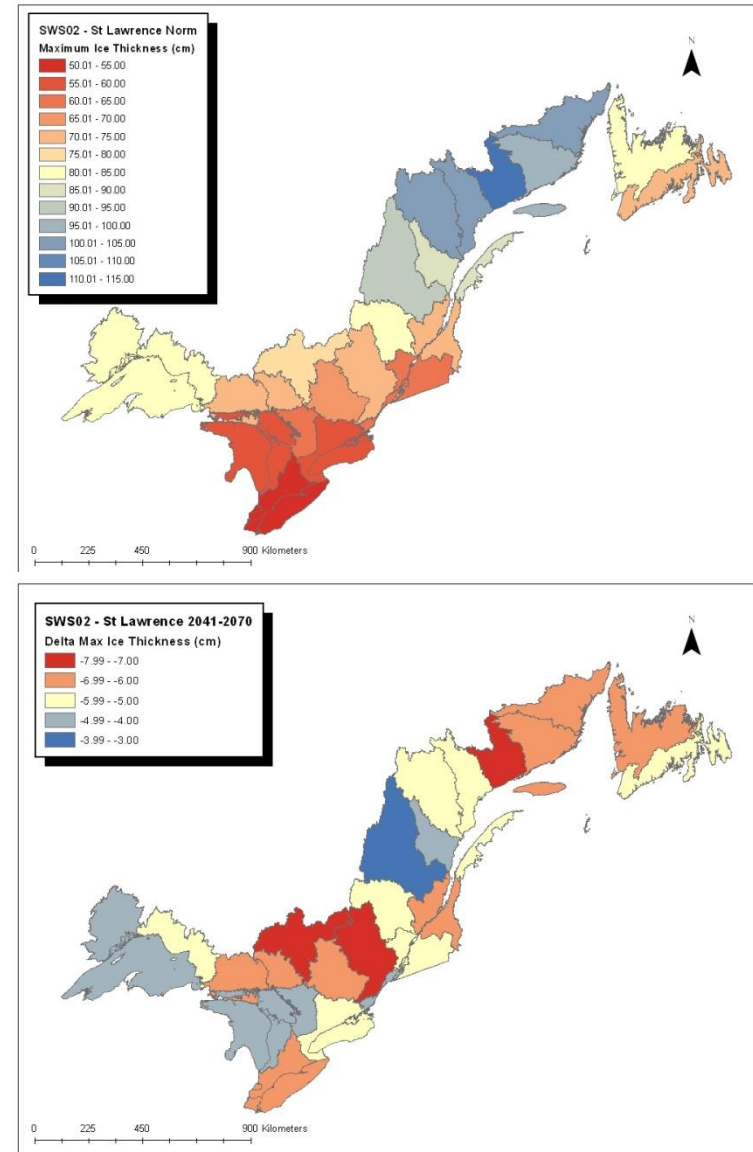 SWS02 - St Lawrence Norm
Maximum Ice Thickness (cm)
50.01 - 55.00
55.01 - 60.00
60.01 - 65.00
65.01 - 70.00
70.01 - 75.00
75.01 - 80.00
80.01 - 85.00
85.01 - 90.00
90.01 - 95.00
95.01 - 100.00
100.01 - 105.00
105.01 - 110.00
110.01 - 115.00
N
0 225 450 900 Kilometers
SWS02 - St Lawrence 2041-2070
Delta Max Ice Thickness (cm)
-7.99 - -7.00
-6.99 - -6.00
-5.99 - -5.00
-4.99 - -4.00
-3.99 - -3.00
N
0 225 450 900 Kilometers